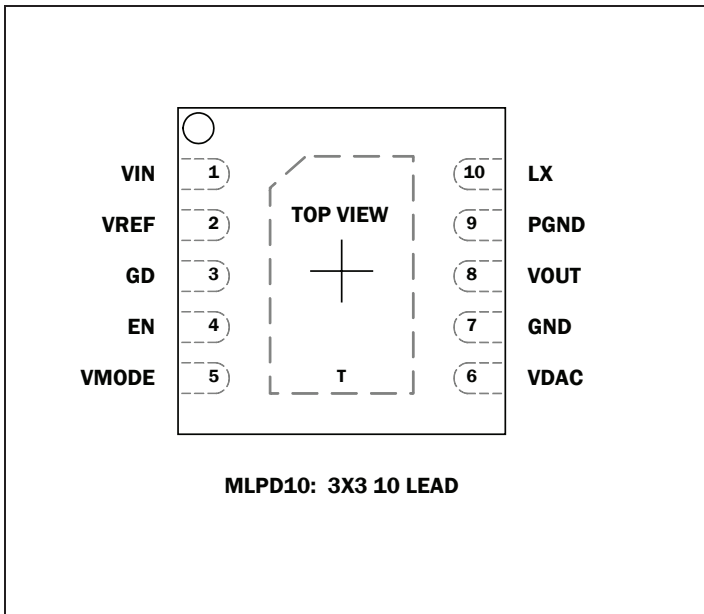 TOP VIEW
VIN 1 10 LX
VREF 2 9 PGND
GD 3 8 VOUT
EN 4 7 GND
VMODE 5 T 6 VDAC
MLPD10: 3X3 10 LEAD